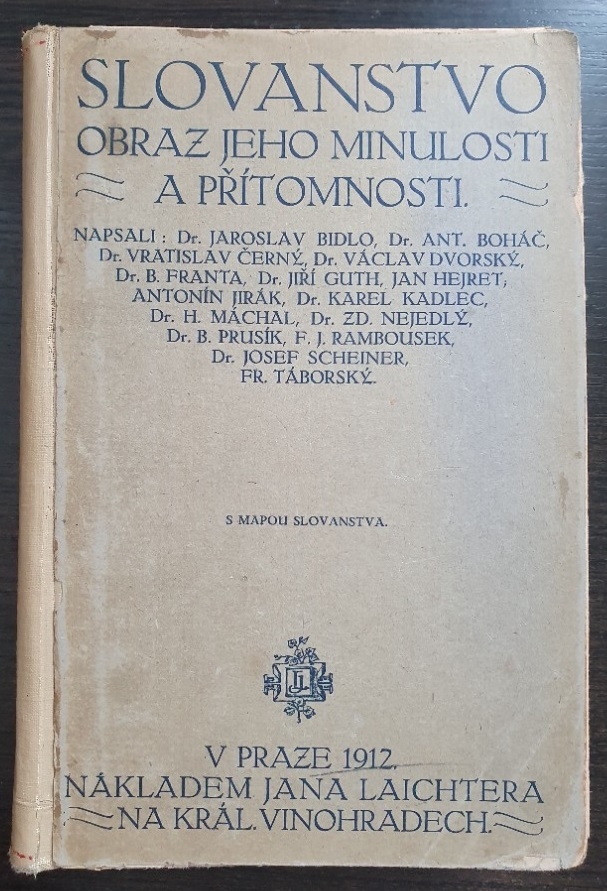 SLOVANSTVO
OBRAZ JEHO MINULOSTI
A PŘÍTOMNOSTI.
NAPSALI: Dr. JAROSLAV BIDLO, Dr. ANT. BOHÁČ,
Dr. VRATISLAV ČERNÝ, Dr. VÁCLAV DVORSKÝ,
Dr. B. FRANTA, Dr. JIŘÍ GUTH, JAN HEJRET,
ANTONÍN JIRÁK, Dr. KAREL KADLEC,
Dr. H. MÁCHAL, Dr. ZD. NEJEDLÝ,
Dr. B. PRUSÍK, F. J. RAMBOUSEK,
Dr. JOSEF SCHEINER,
FR. TÁBORSKÝ.
S MAPOU SLOVANSTVA.
JL
V PRAZE 1912.
NÁKLADEM JANA LAICHTERA
NA KRÁL. VINOHRADECH.